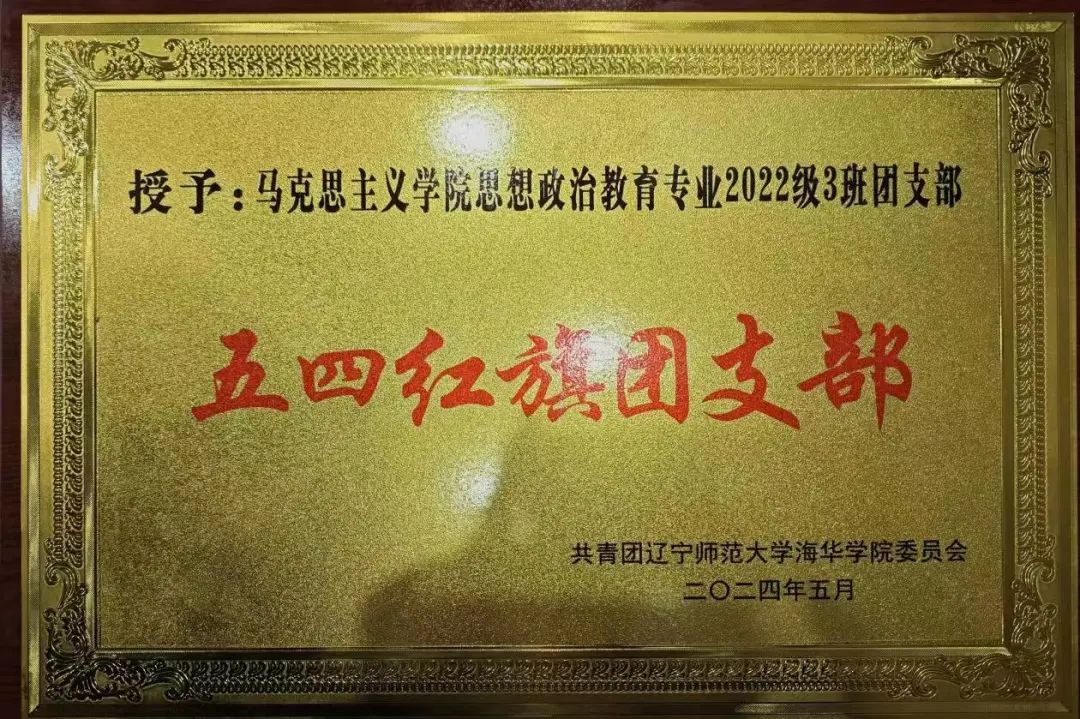 授予:马克思主义学院思想政治教育专业2022级3班团支部
五四红旗团支部
共青团辽宁师范大学海华学院委员会
二〇二四年五月